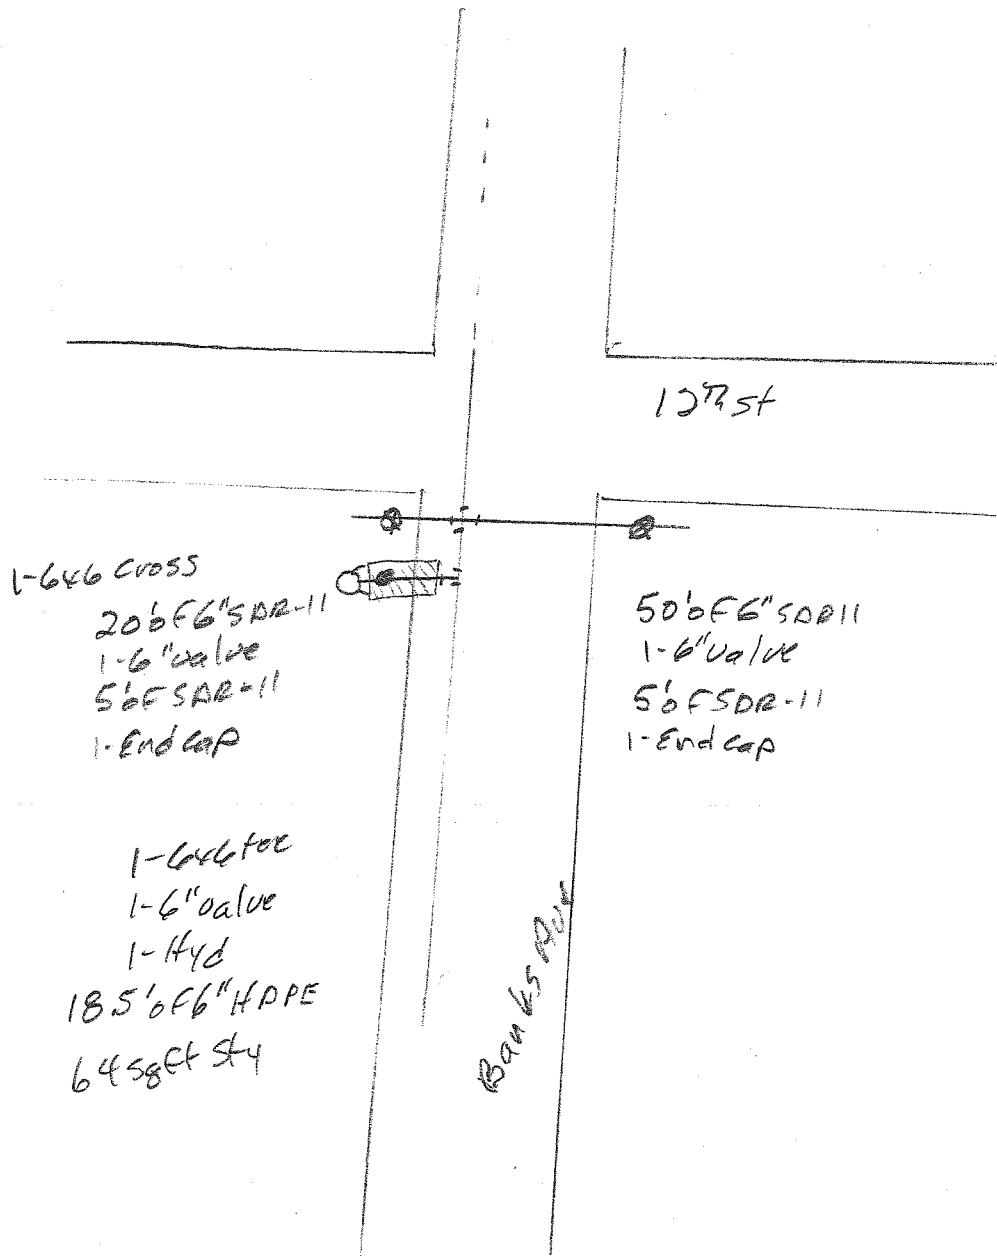 12Th st
1-6x6 Cross
20' of 6" SDR-11
1-6" valve
5' of SDR-11
1-End cap
50' of 6" SDR11
1-6" valve
5' of SDR-11
1-End cap
1-6x6 tee
1-6" valve
1-Hyd
18.5' of 6" HDPE
64 sqft Sty
Banks Ave